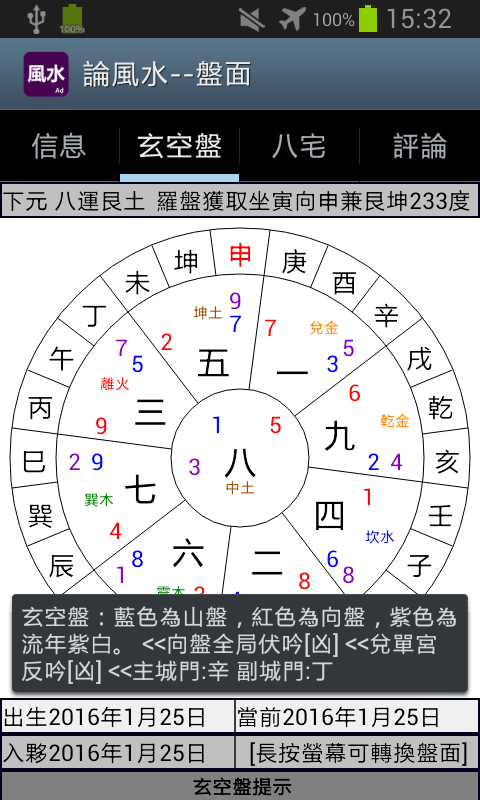 100%
100%
15:32
風水
Ad
論風水--盤面
信息
玄空盤
八宅
評論
下元 八運艮土 羅盤獲取坐寅向申兼艮坤233度
申
坤
庚
未
酉
丁
辛
午
戌
丙
乾
巳
亥
巽
壬
辰
子
9
坤土
7
2
五
7
兌金
3
5
一
7
5
離火
9
三
6
乾金
九
2
4
1
5
3
八
中土
2
9
七
巽木
4
1
四
坎水
6
8
8
1
六
震木
二
8
玄空盤：藍色為山盤，紅色為向盤，紫色為
流年紫白。 <<向盤全局伏吟[凶] <<兌單宮
反吟[凶] <<主城門:辛 副城門:丁
出生2016年1月25日
當前2016年1月25日
入夥2016年1月25日
[長按螢幕可轉換盤面]
玄空盤提示